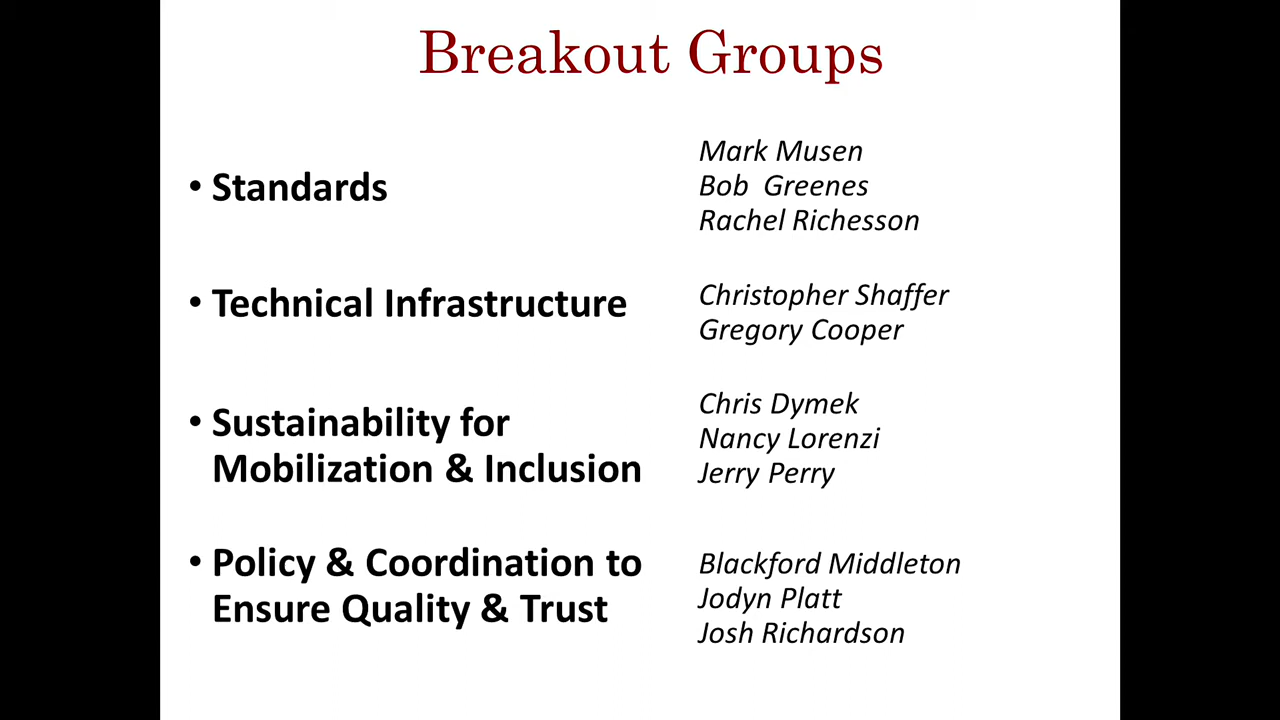 Breakout Groups
• Standards
Mark Musen
Bob Greenes
Rachel Richesson
• Technical Infrastructure
Christopher Shaffer
Gregory Cooper
• Sustainability for
Mobilization & Inclusion
Chris Dymek
Nancy Lorenzi
Jerry Perry
• Policy & Coordination to
Ensure Quality & Trust
Blackford Middleton
Jodyn Platt
Josh Richardson